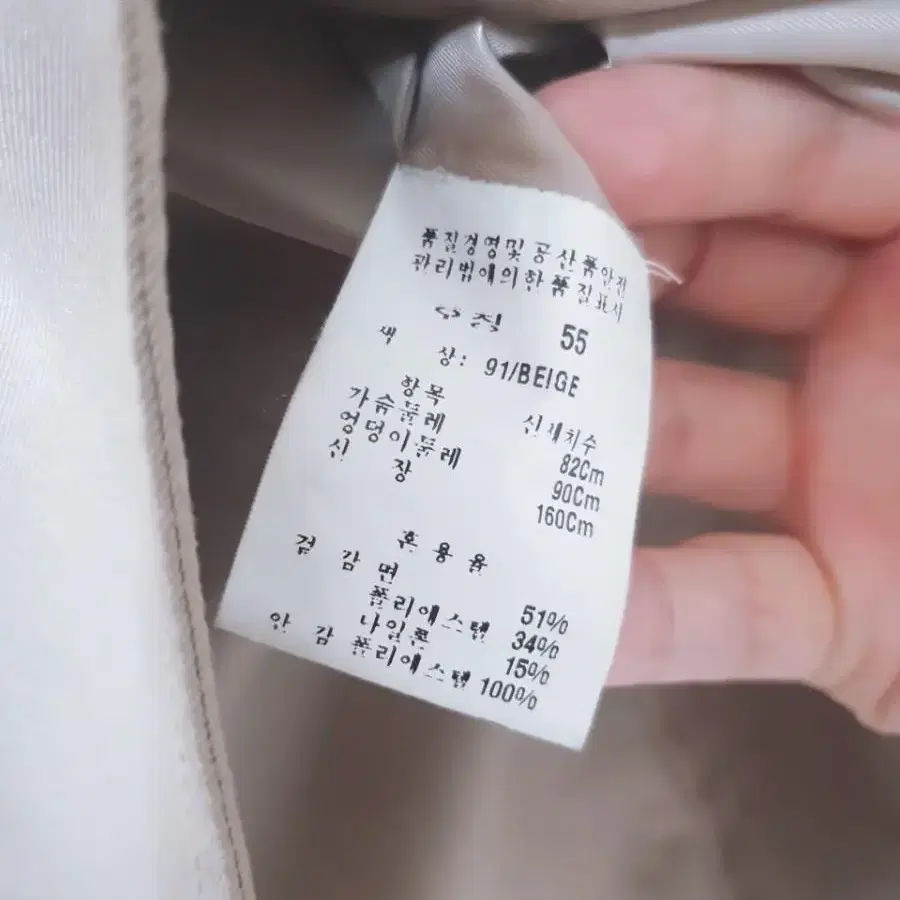 품질경영및 공산품안전
관리법에의한 품질표시
호칭 55
색 상: 91/BEIGE
항목 신체치수
가슴둘레 82Cm
엉덩이둘레 90Cm
신 장 160Cm
혼 용 율
겉 감 면 51%
폴리에스텔 34%
나일론 15%
안 감 폴리에스텔 100%